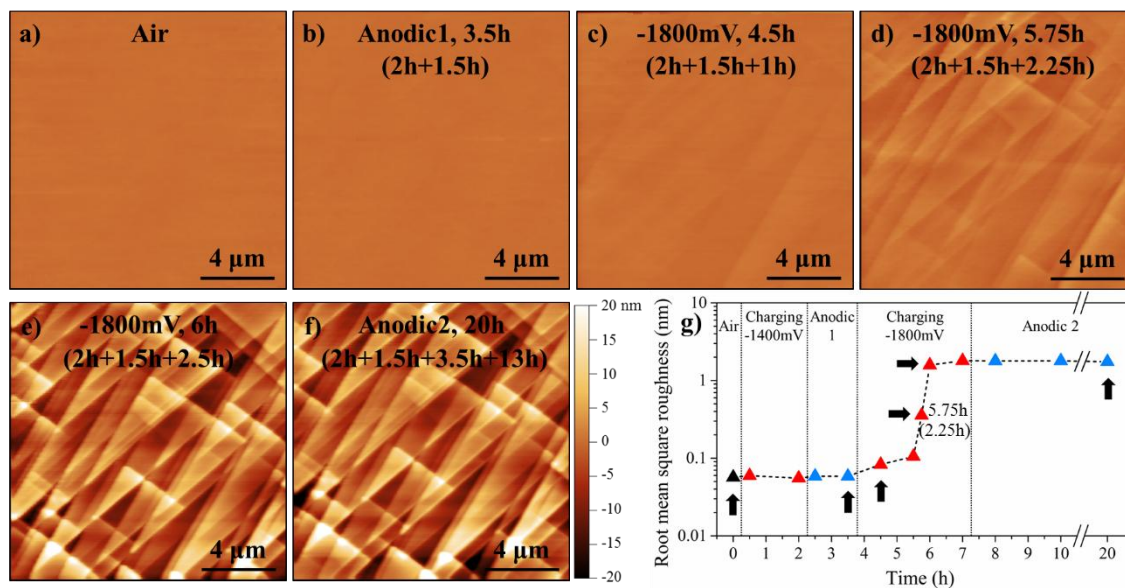 a) Air
4 µm
b) Anodic1, 3.5h
(2h+1.5h)
4 µm
c) -1800mV, 4.5h
(2h+1.5h+1h)
4 µm
d) -1800mV, 5.75h
(2h+1.5h+2.25h)
4 µm
e) -1800mV, 6h
(2h+1.5h+2.5h)
4 µm
f) Anodic2, 20h
(2h+1.5h+3.5h+13h)
4 µm
20 nm
15
10
5
0
-5
-10
-15
-20
g)
Root mean square roughness (nm)
10
1
0.1
0.01
Air
Charging
-1400mV
Anodic
1
Charging
-1800mV
Anodic 2
5.75h
(2.25h)
0 1 2 3 4 5 6 7 8 10 20
Time (h)